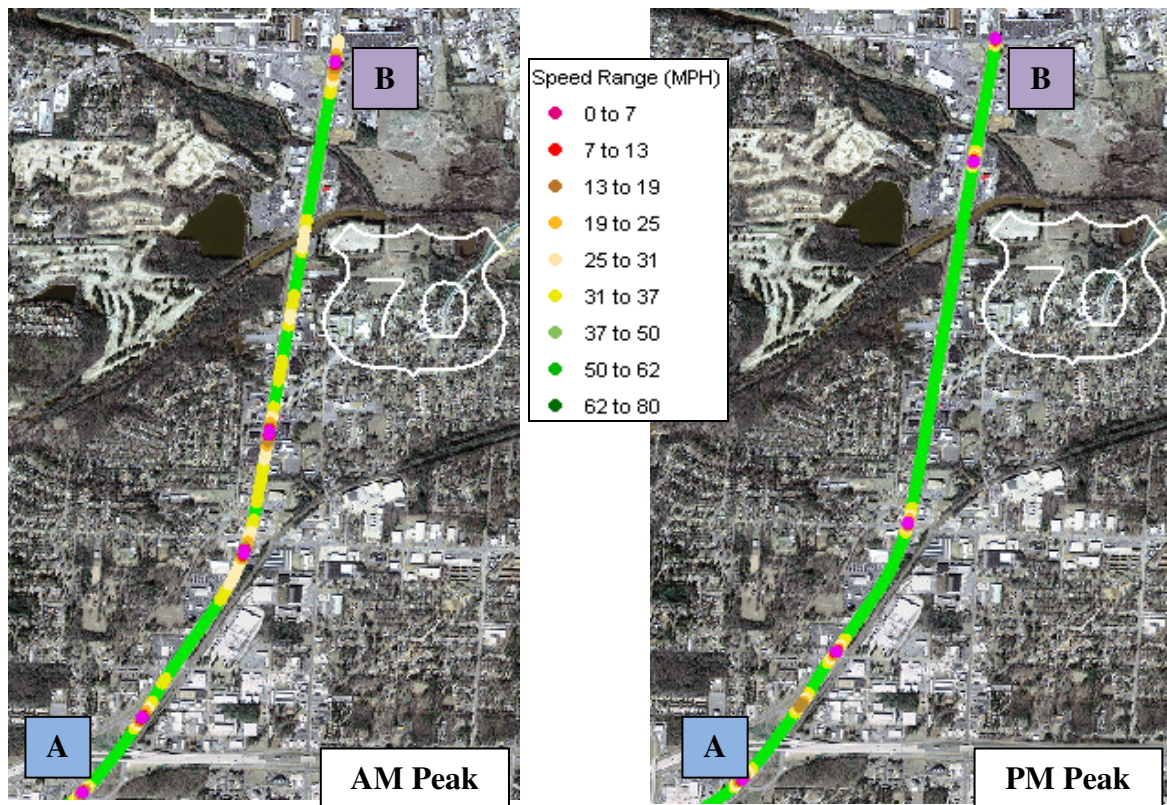 B
70
A
AM Peak
Speed Range (MPH)
0 to 7
7 to 13
13 to 19
19 to 25
25 to 31
31 to 37
37 to 50
50 to 62
62 to 80
B
70
A
PM Peak